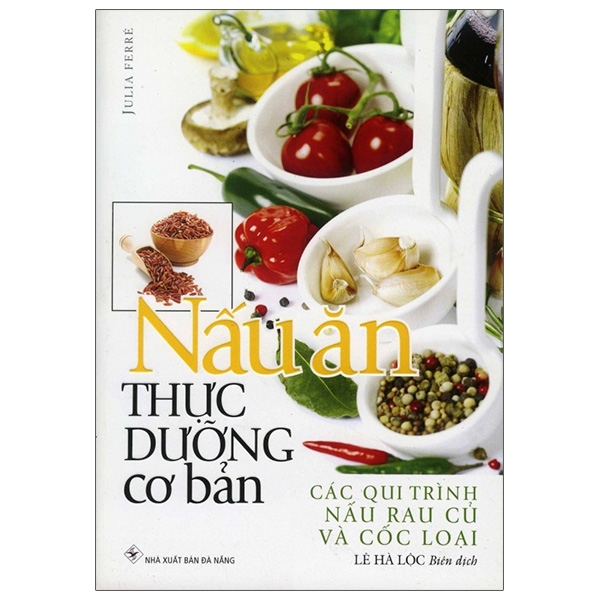 JULIA FERRÉ
Nấu ăn
THỰC
DƯỠNG
cơ bản
CÁC QUI TRÌNH
NẤU RAU CỦ
VÀ CỐC LOẠI
LÊ HÀ LỘC Biên dịch
NHÀ XUẤT BẢN ĐÀ NẴNG